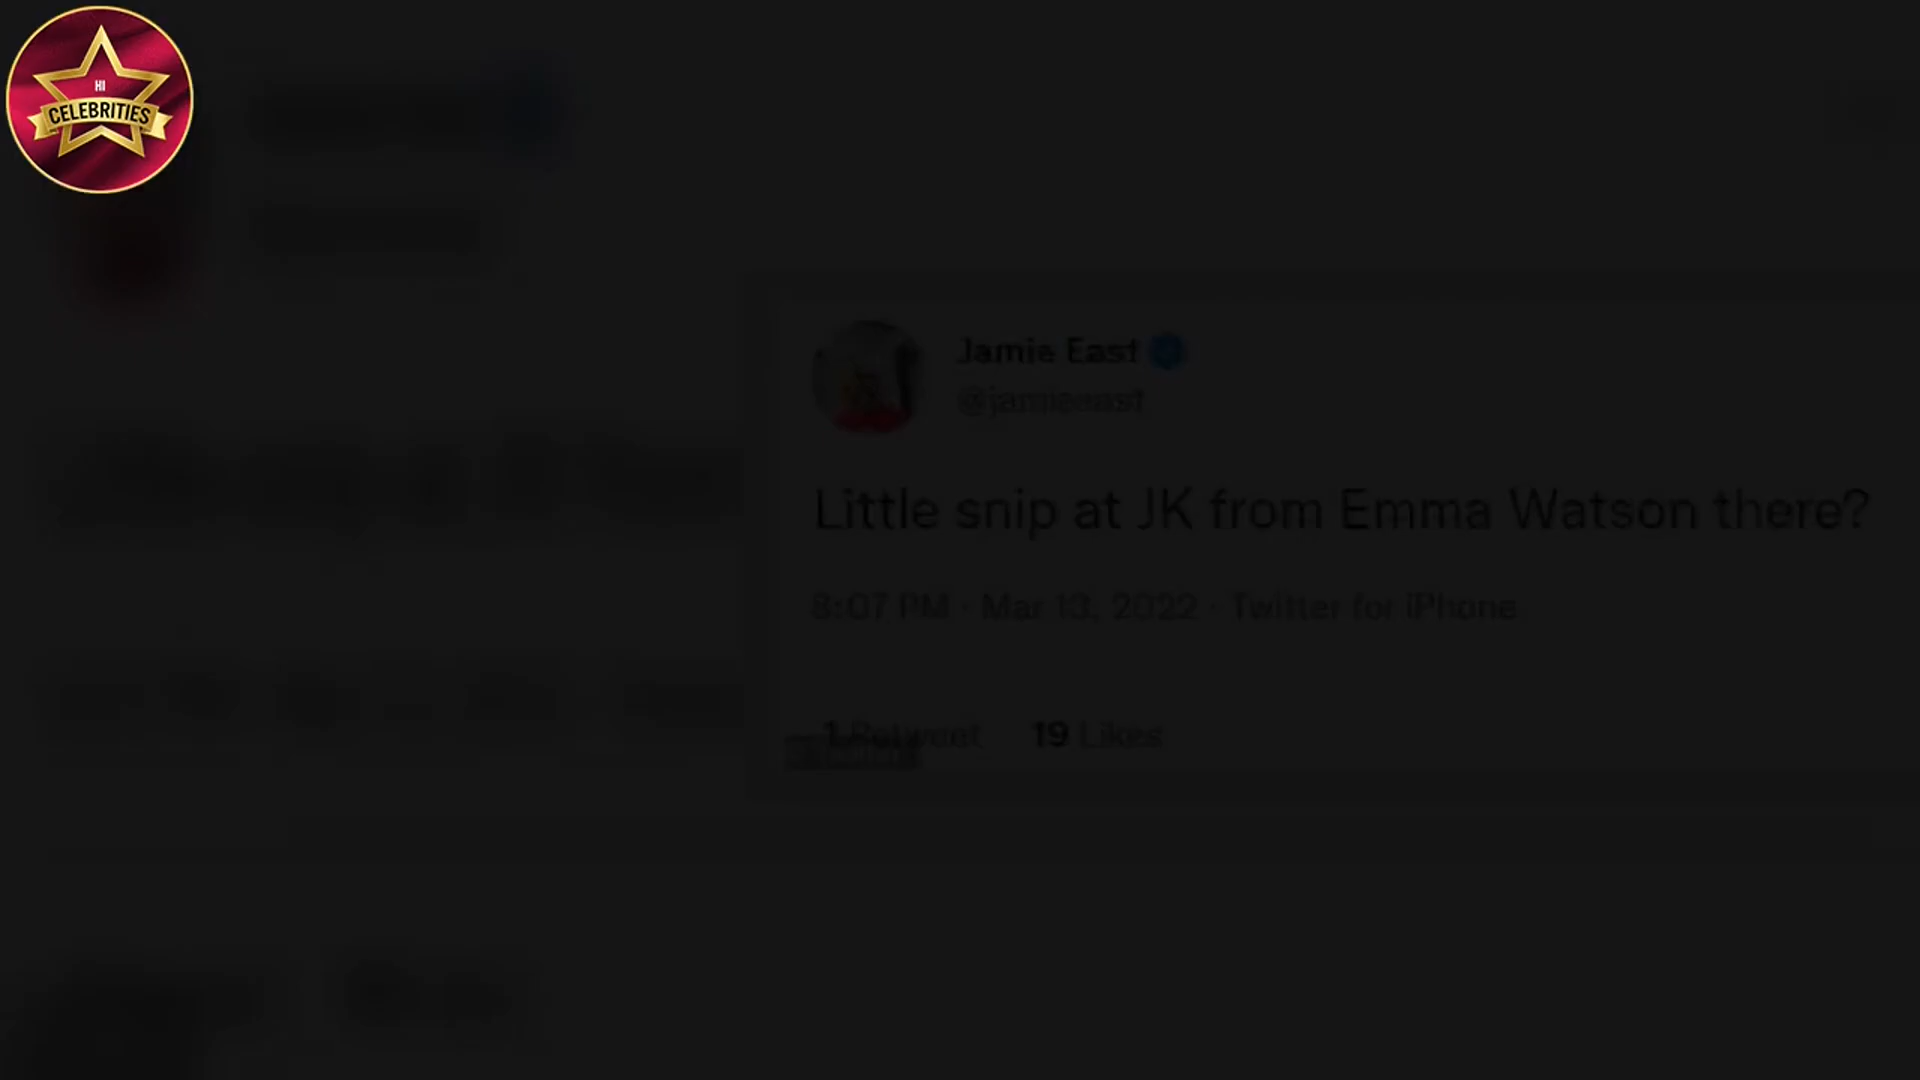 HI
CELEBRITIES
Jamie East
@jamieeast
Little snip at JK from Emma Watson there?
8:07 PM · Mar 13, 2022 · Twitter for iPhone
1 Retweet 19 Likes